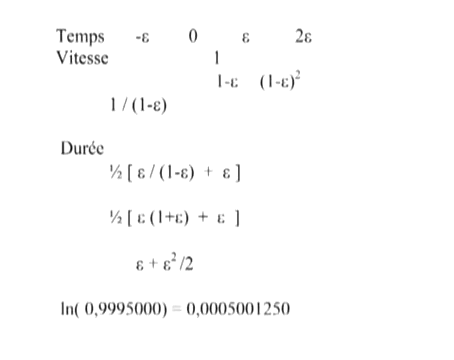 Temps -ε 0 ε 2ε
Vitesse 1
1-ε (1-ε)²
1 / (1-ε)
Durée
½ [ ε / (1-ε) + ε ]
½ [ ε (1+ε) + ε ]
ε + ε² /2
ln( 0,9995000) = 0,0005001250